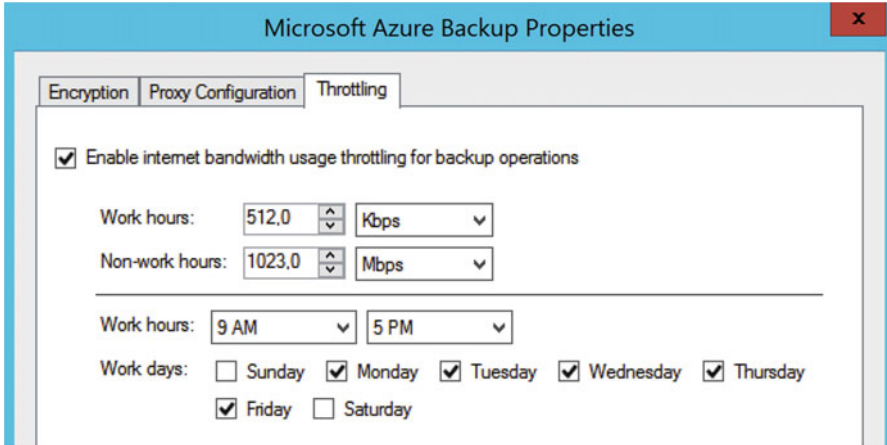 Microsoft Azure Backup Properties
x
Encryption Proxy Configuration Throttling
Enable internet bandwidth usage throttling for backup operations
Work hours: 512,0 Kbps
Non-work hours: 1023,0 Mbps
Work hours: 9 AM 5 PM
Work days: Sunday Monday Tuesday Wednesday Thursday
Friday Saturday